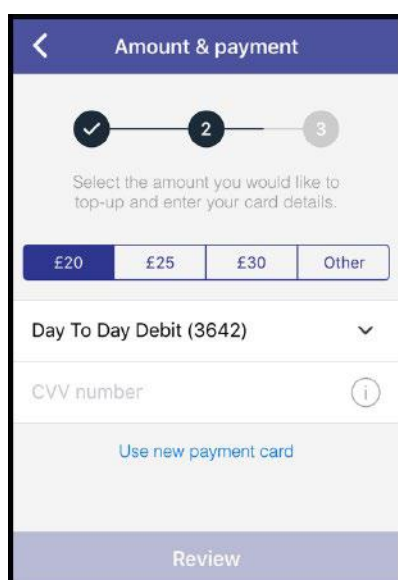 Amount & payment
2
3
Select the amount you would like to
top-up and enter your card details.
£20 £25 £30 Other
Day To Day Debit (3642)
CVV number
i
Use new payment card
Review